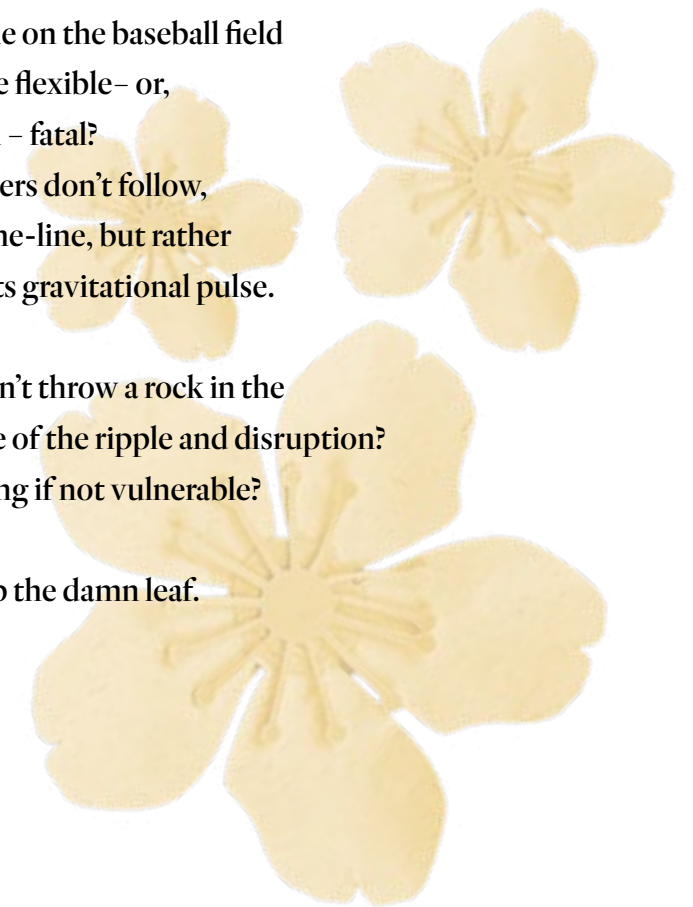 e on the baseball field
e flexible– or,
– fatal?
ers don’t follow,
ne-line, but rather
ts gravitational pulse.
n’t throw a rock in the
e of the ripple and disruption?
ng if not vulnerable?
the damn leaf.